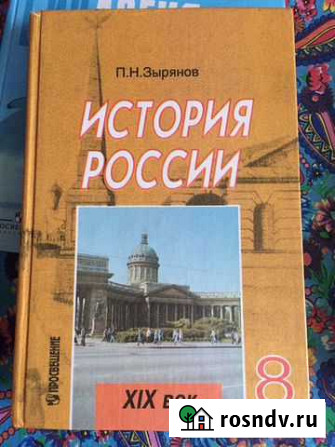 П.Н.Зырянов
ИСТОРИЯ
РОССИИ
ПРОСВЕЩЕНИЕ
XIX век
8
rosndv.ru